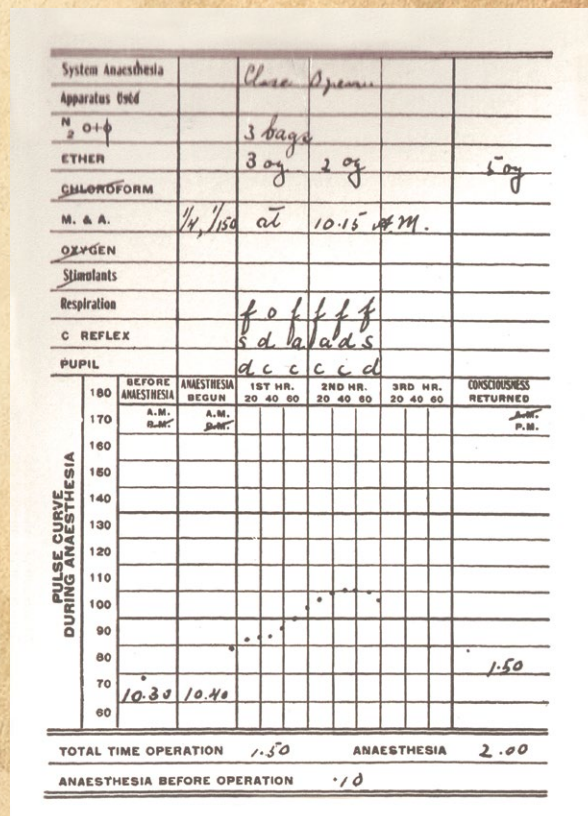 System Anaesthesia Close Open
Apparatus Used
N2 O+O 3 bags
ETHER 3 oz 2 oz 5 oz
CHLOROFORM
M. & A. 1/4, 1/150 at 10.15 A.M.
OXYGEN
Stimulants
Respiration f o f f f f
C REFLEX s d a a d s
PUPIL d c c c c d
PULSE CURVE DURING ANAESTHESIA
180 BEFORE ANAESTHESIA ANAESTHESIA BEGUN 1ST HR. 2ND HR. 3RD HR. CONSCIOUSNESS RETURNED
20 40 60 20 40 60 20 40 60
170 A.M. A.M. A.M.
P.M. P.M. P.M.
160
150
140
130
120
110
100
90
80
70 10.30 10.40 1.50
60
TOTAL TIME OPERATION 1.50 ANAESTHESIA 2.00
ANAESTHESIA BEFORE OPERATION .10